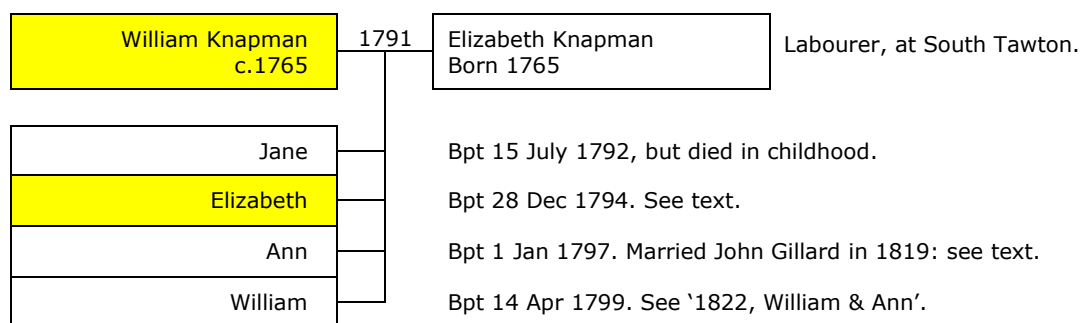 William Knapman 1791 Elizabeth Knapman Labourer, at South Tawton.
c.1765 Born 1765
Jane Bpt 15 July 1792, but died in childhood.
Elizabeth Bpt 28 Dec 1794. See text.
Ann Bpt 1 Jan 1797. Married John Gillard in 1819: see text.
William Bpt 14 Apr 1799. See ‘1822, William & Ann’.